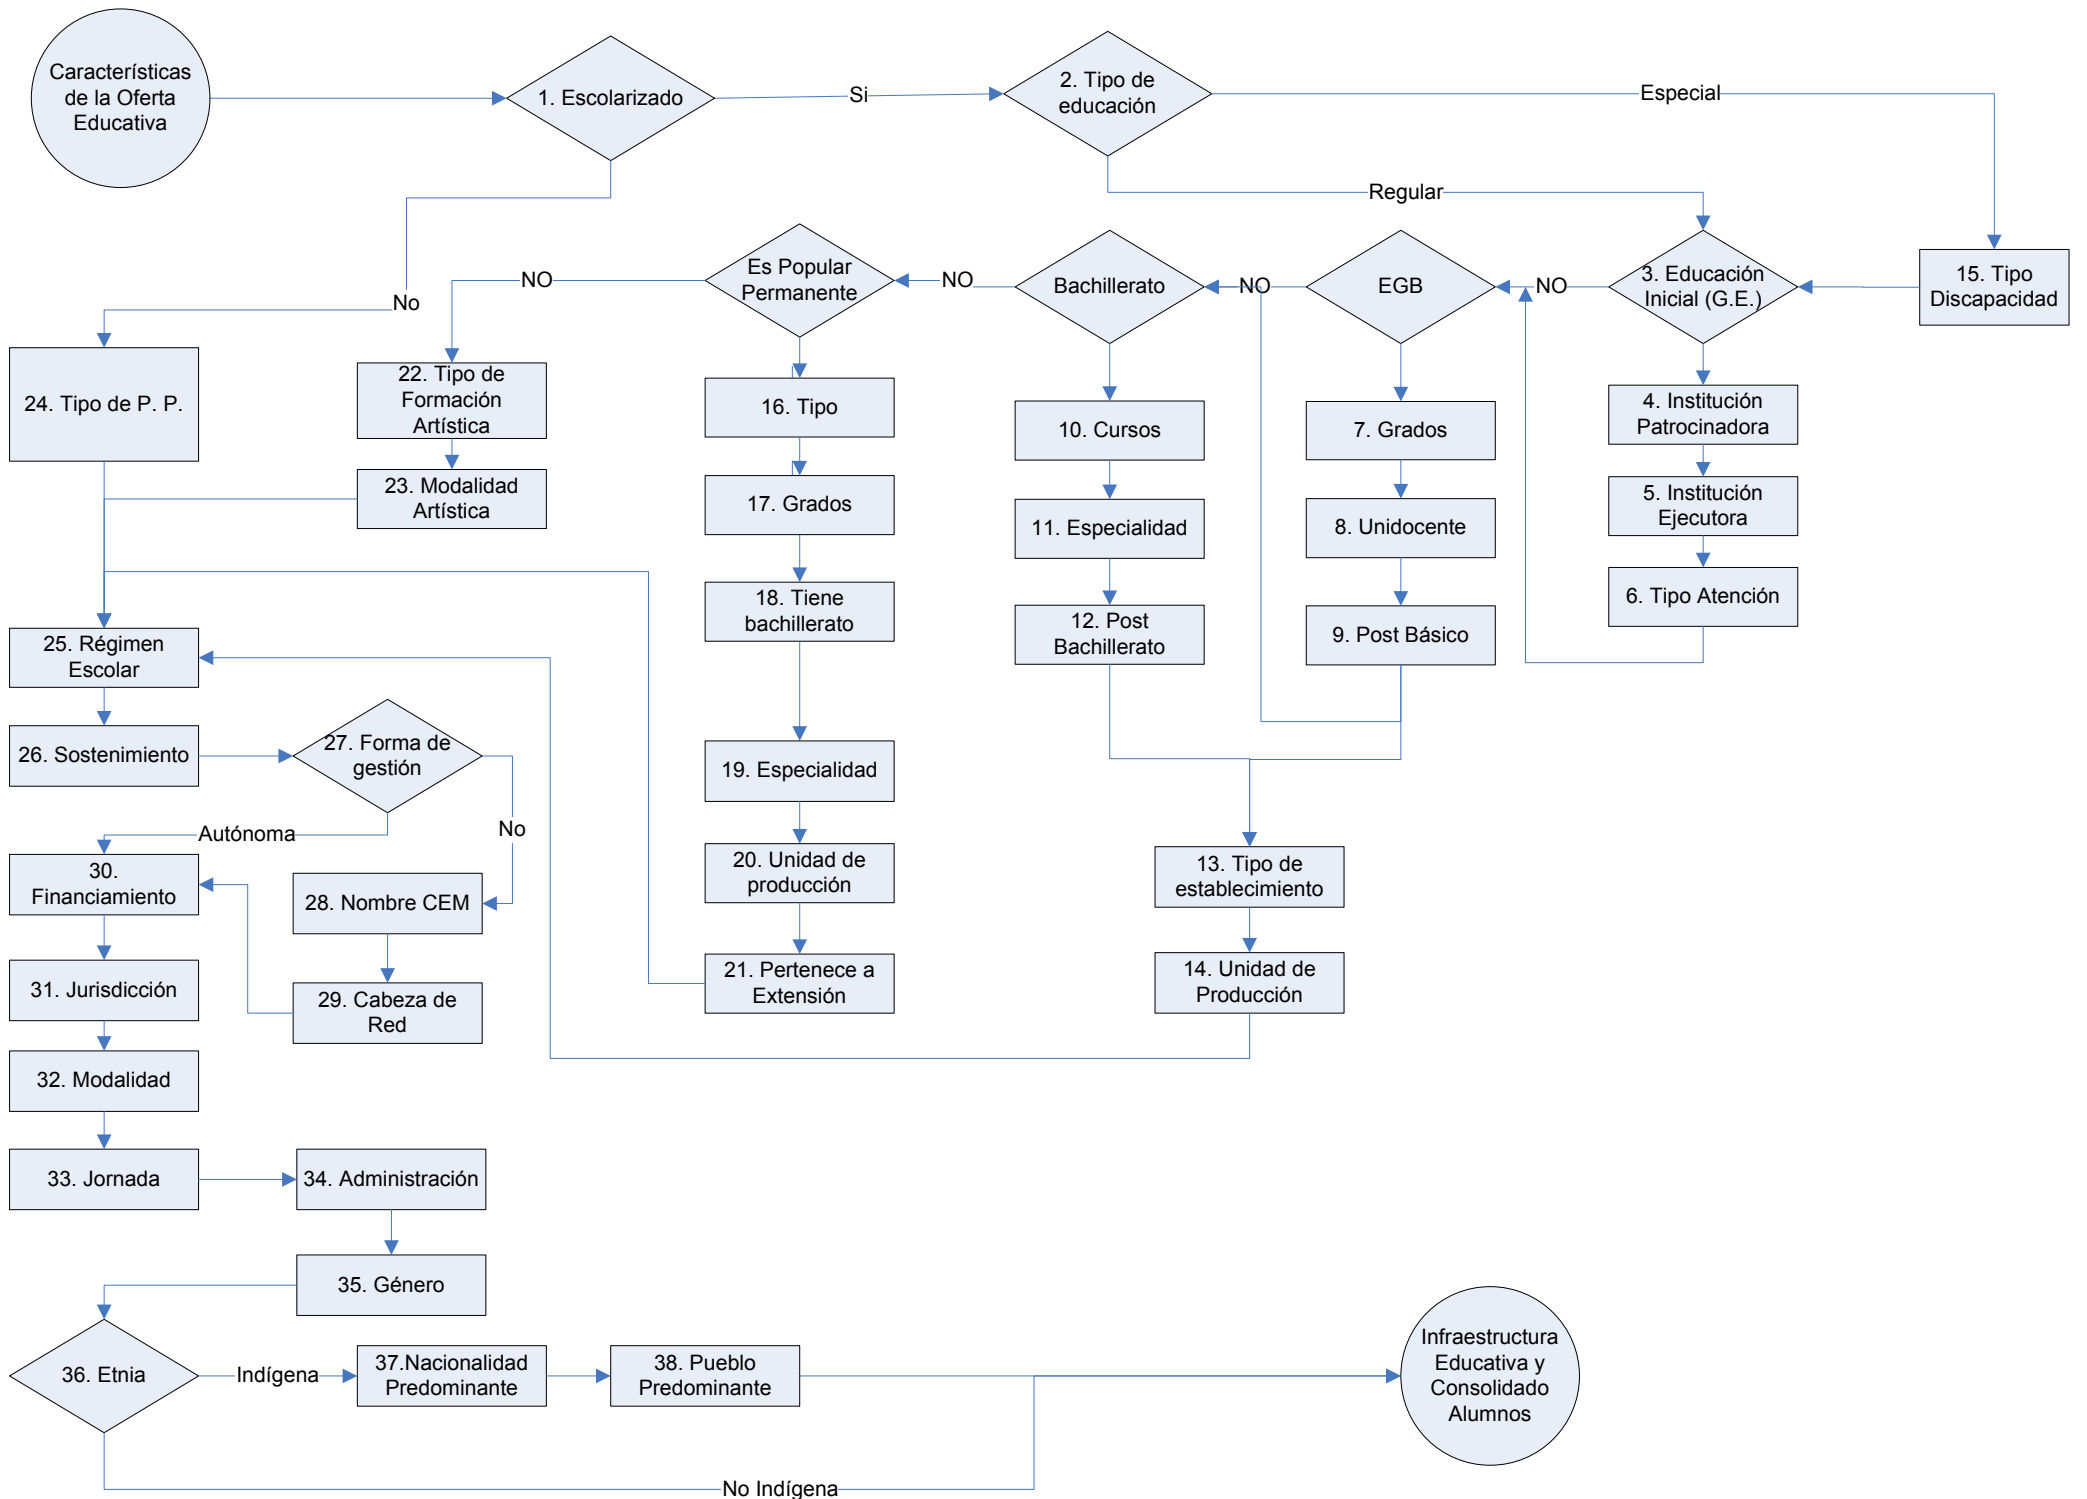 Características
de la Oferta
Educativa
1. Escolarizado
Si
2. Tipo de
educación
Especial
Regular
No
NO
Es Popular
Permanente
NO
Bachillerato
NO
EGB
NO
3. Educación
Inicial (G.E.)
15. Tipo
Discapacidad
24. Tipo de P. P.
22. Tipo de
Formación
Artística
23. Modalidad
Artística
16. Tipo
17. Grados
18. Tiene
bachillerato
19. Especialidad
20. Unidad de
producción
21. Pertenece a
Extensión
10. Cursos
11. Especialidad
12. Post
Bachillerato
7. Grados
8. Unidocente
9. Post Básico
4. Institución
Patrocinadora
5. Institución
Ejecutora
6. Tipo Atención
13. Tipo de
establecimiento
14. Unidad de
Producción
25. Régimen
Escolar
26. Sostenimiento
27. Forma de
gestión
Autónoma
No
28. Nombre CEM
29. Cabeza de
Red
30.
Financiamiento
31. Jurisdicción
32. Modalidad
33. Jornada
34. Administración
35. Género
36. Etnia
Indígena
37.Nacionalidad
Predominante
38. Pueblo
Predominante
No Indígena
Infraestructura
Educativa y
Consolidado
Alumnos